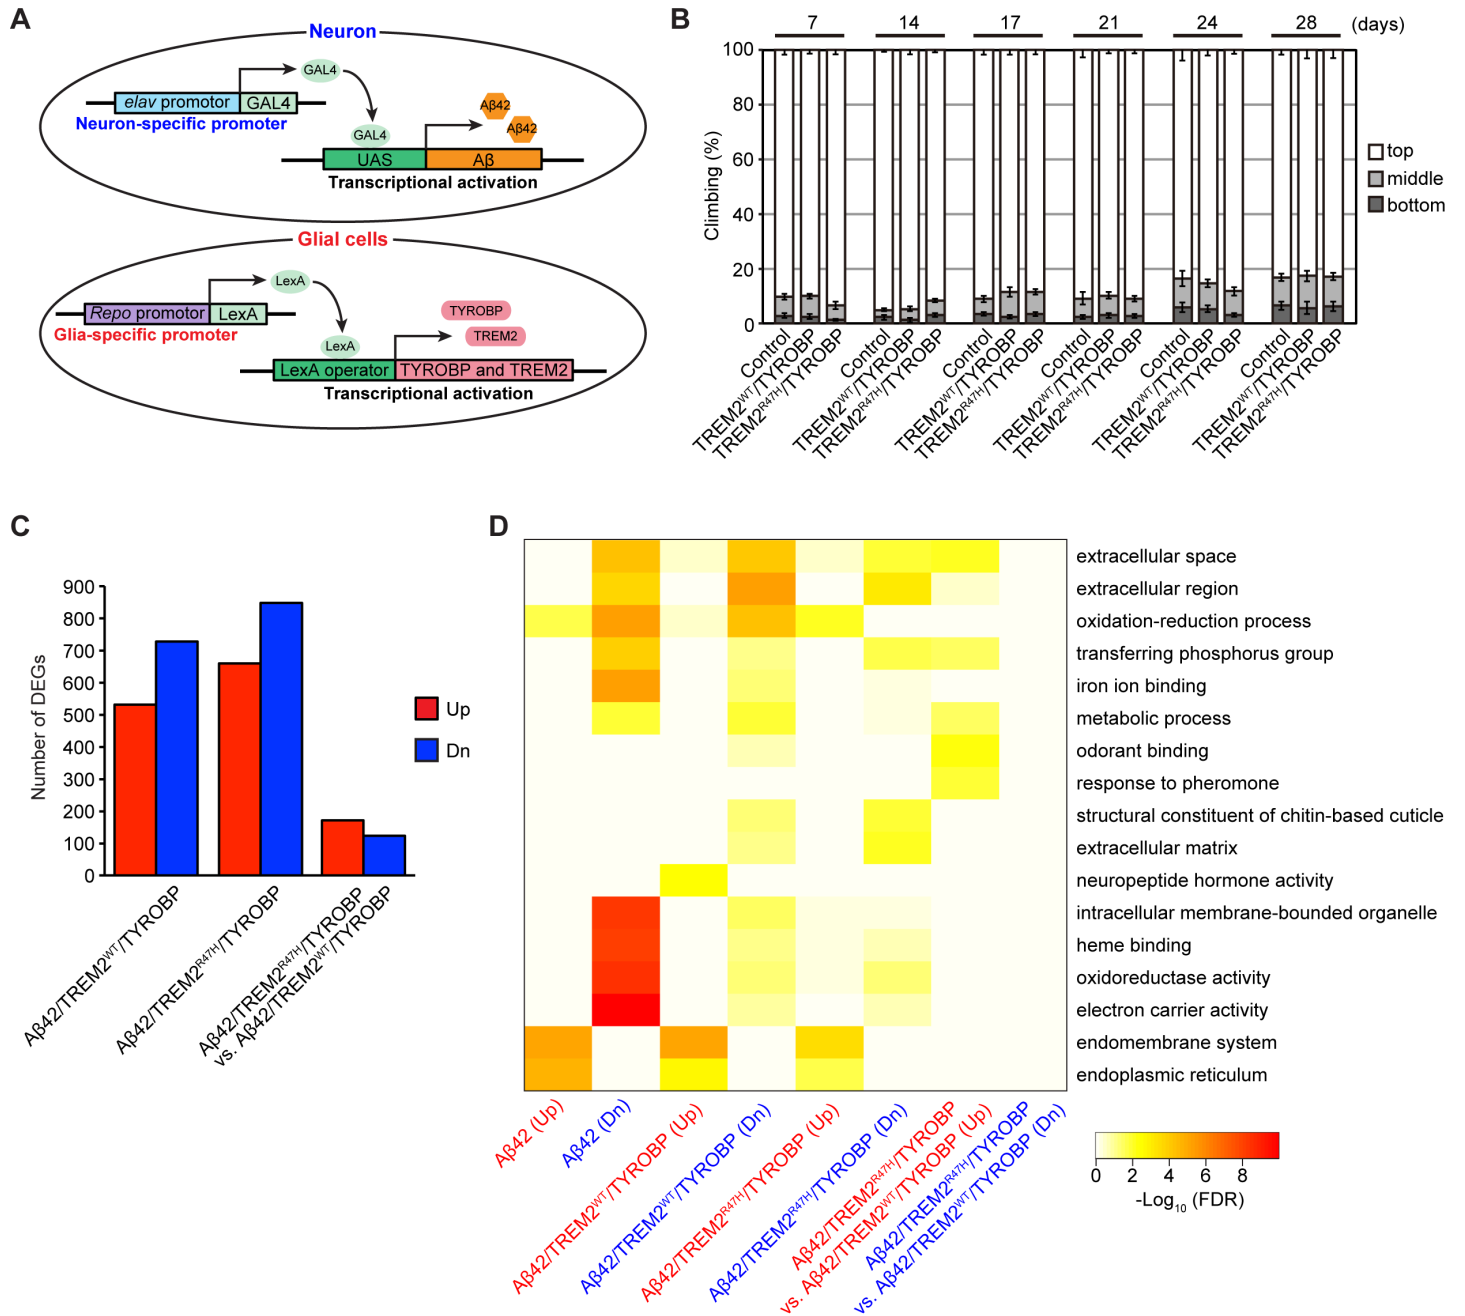 A
Neuron
GAL4
elav promotor GAL4
Neuron-specific promoter
GAL4
Aβ42
Aβ42
UAS Aβ
Transcriptional activation
Glial cells
LexA
Repo promotor LexA
Glia-specific promoter
LexA
TYROBP
TREM2
LexA operator TYROBP and TREM2
Transcriptional activation
B
7 14 17 21 24 28 (days)
Climbing (%)
100
80
60
40
20
0
top
middle
bottom
Control
TREM2WT/TYROBP
TREM2R47H/TYROBP
Control
TREM2WT/TYROBP
TREM2R47H/TYROBP
Control
TREM2WT/TYROBP
TREM2R47H/TYROBP
Control
TREM2WT/TYROBP
TREM2R47H/TYROBP
Control
TREM2WT/TYROBP
TREM2R47H/TYROBP
Control
TREM2WT/TYROBP
TREM2R47H/TYROBP
C
Number of DEGs
900
800
700
600
500
400
300
200
100
0
Up
Dn
Aβ42/TREM2WT/TYROBP
Aβ42/TREM2R47H/TYROBP
Aβ42/TREM2R47H/TYROBP
vs. Aβ42/TREM2WT/TYROBP
D
extracellular space
extracellular region
oxidation-reduction process
transferring phosphorus group
iron ion binding
metabolic process
odorant binding
response to pheromone
structural constituent of chitin-based cuticle
extracellular matrix
neuropeptide hormone activity
intracellular membrane-bounded organelle
heme binding
oxidoreductase activity
electron carrier activity
endomembrane system
endoplasmic reticulum
Aβ42 (Up)
Aβ42 (Dn)
Aβ42/TREM2WT/TYROBP (Up)
Aβ42/TREM2WT/TYROBP (Dn)
Aβ42/TREM2R47H/TYROBP (Up)
Aβ42/TREM2R47H/TYROBP (Dn)
Aβ42/TREM2R47H/TYROBP
vs. Aβ42/TREM2WT/TYROBP (Up)
Aβ42/TREM2R47H/TYROBP
vs. Aβ42/TREM2WT/TYROBP (Dn)
0 2 4 6 8
-Log10 (FDR)